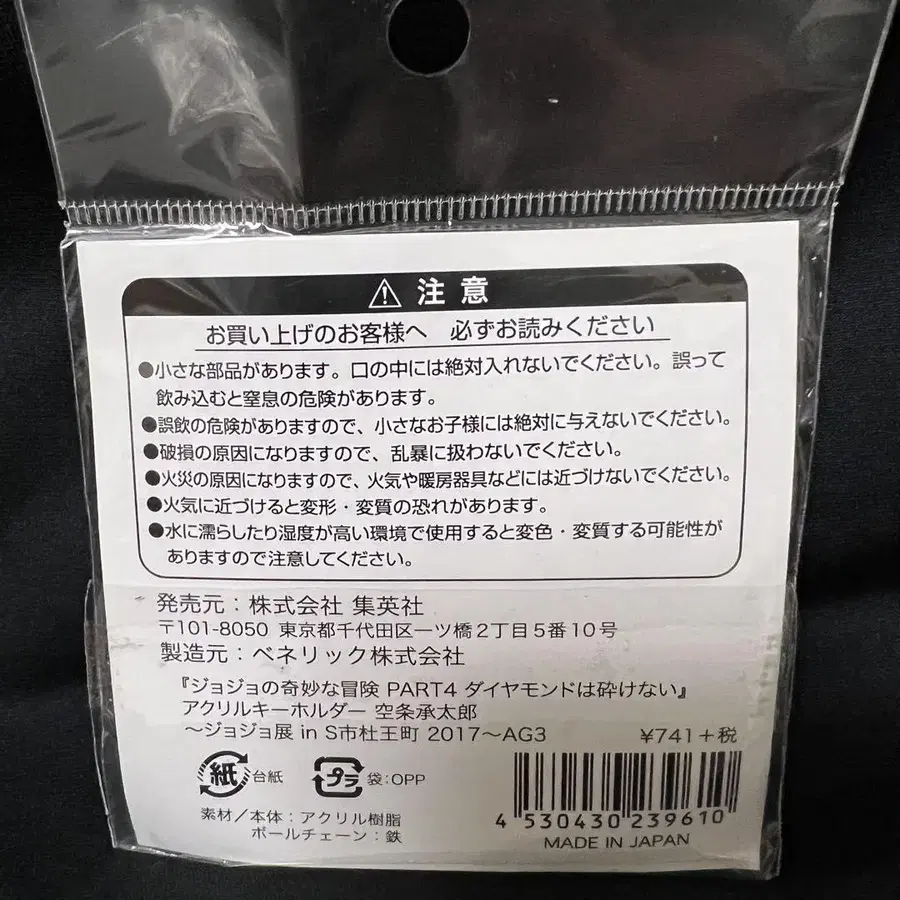 注意
お買い上げのお客様へ 必ずお読みください
●小さな部品があります。口の中には絶対入れないでください。誤って
飲み込むと窒息の危険があります。
●誤飲の危険がありますので、小さなお子様には絶対に与えないでください。
●破損の原因になりますので、乱暴に扱わないでください。
●火災の原因になりますので、火気や暖房器具などには近づけないでください。
●火気に近づけると変形・変質の恐れがあります。
●水に濡らしたり湿度が高い環境で使用すると変色・変質する可能性が
ありますので注意してください。
発売元：株式会社 集英社
〒101-8050 東京都千代田区一ツ橋2丁目5番10号
製造元：ベネリック株式会社
『ジョジョの奇妙な冒険 PART4 ダイヤモンドは砕けない』
アクリルキーホルダー 空条承太郎
～ジョジョ展 in S市杜王町 2017～AG3 ¥741+税
紙 台紙 プラ 袋:OPP
素材/本体：アクリル樹脂
ボールチェーン：鉄
4 530430 239610
MADE IN JAPAN